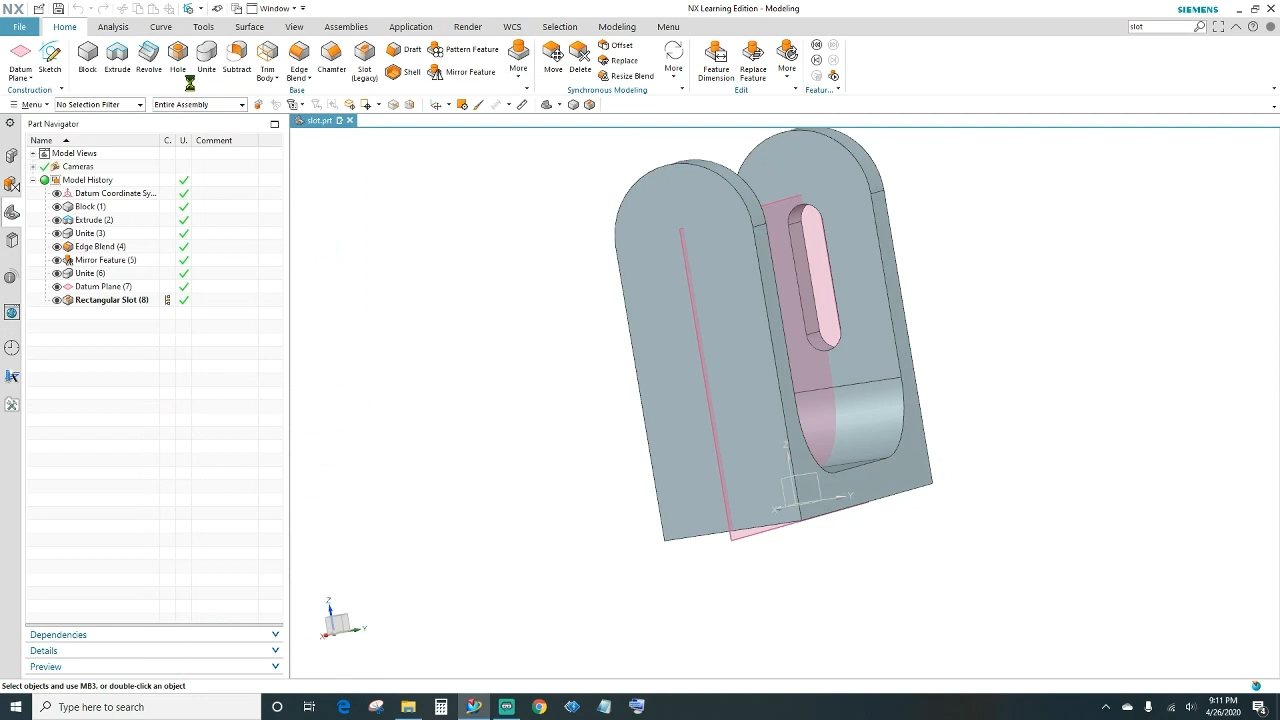 NX
Window
NX Learning Edition - Modeling
SIEMENS
File Home Analysis Curve Tools Surface View Assemblies Application Render WCS Selection Modeling Menu
slot
Datum Plane
Sketch
Block
Extrude
Revolve
Hole
Unite
Subtract
Trim Body
Edge Blend
Chamfer
Slot (Legacy)
Draft
Shell
Pattern Feature
Mirror Feature
More
Move
Delete
Offset
Replace
Resize Blend
More
Feature Dimension
Replace Feature
More
Construction
Base
Synchronous Modeling
Edit
Featur...
Menu
No Selection Filter
Entire Assembly
Part Navigator
slot.prt
Name C. U. Comment
Model Views
Cameras
Model History
Datum Coordinate Sy...
Block (1)
Extrude (2)
Unite (3)
Edge Blend (4)
Mirror Feature (5)
Unite (6)
Datum Plane (7)
Rectangular Slot (8)
Z
Y
X
Z
Y
X
Dependencies
Details
Preview
Select objects and use MB3, or double-click an object
Type here to search
9:11 PM
4/26/2020